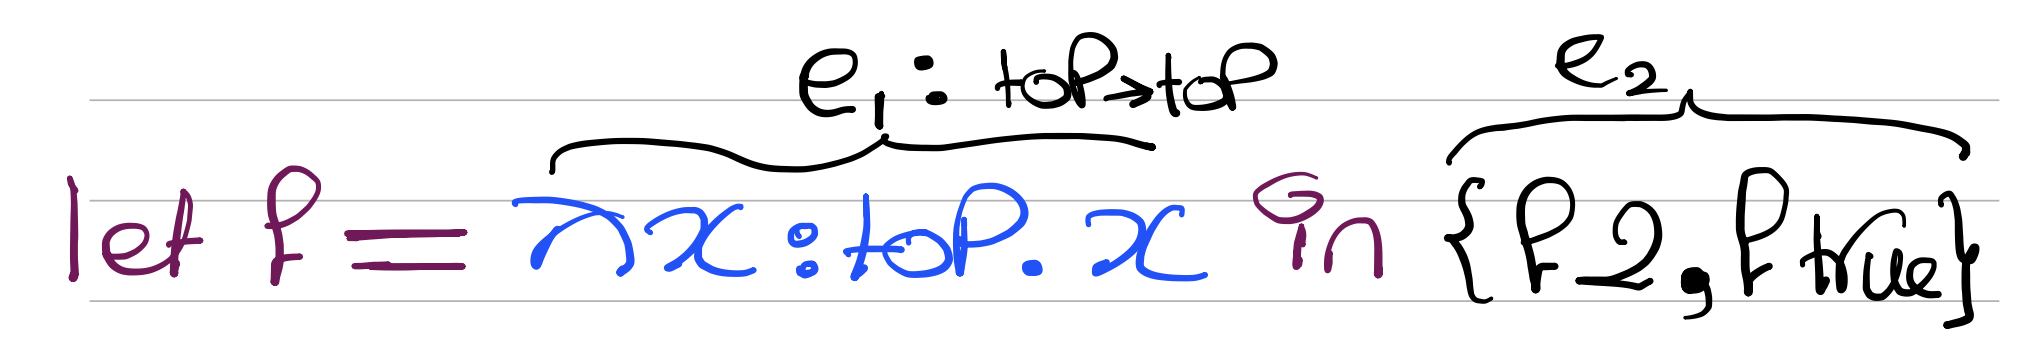 e₁ : top→top e₂
let f = λx:top.x in {f 2, f true}